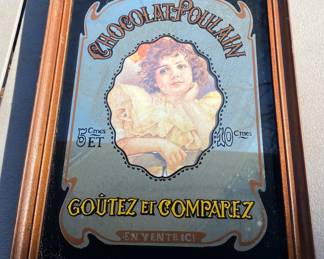 CHOCOLAT-POULAIN
5 Cmes ET
10 Cmes
GOÛTEZ ET COMPAREZ
EN VENTE ICI